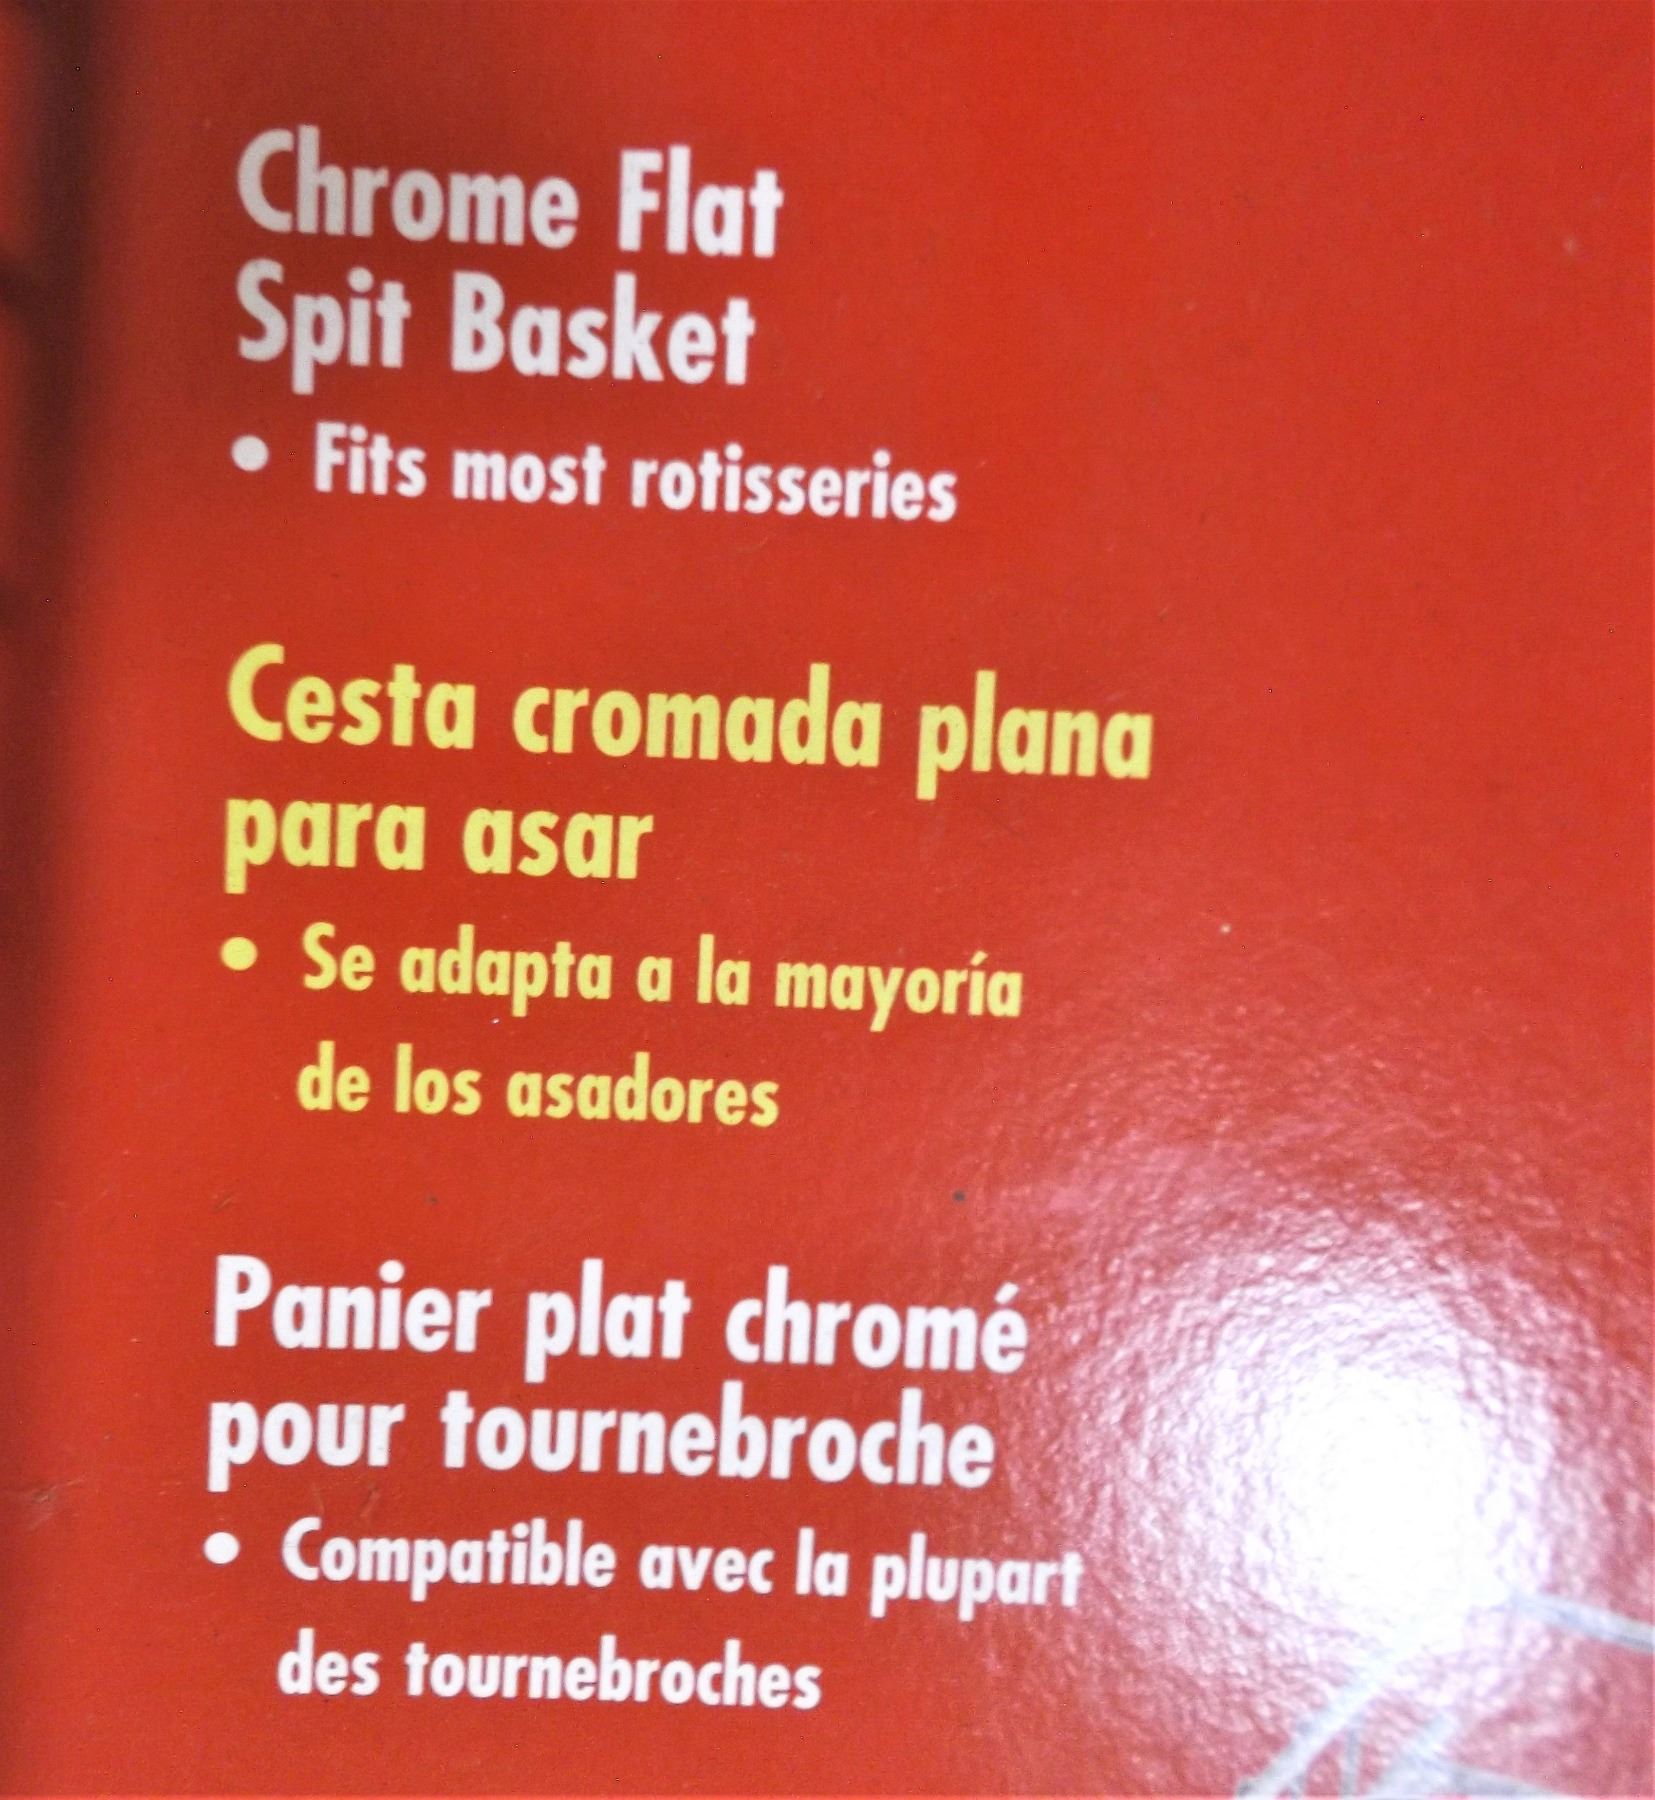 Chrome Flat
Spit Basket
• Fits most rotisseries
Cesta cromada plana
para asar
• Se adapta a la mayoría
de los asadores
Panier plat chromé
pour tournebroche
• Compatible avec la plupart
des tournebroches